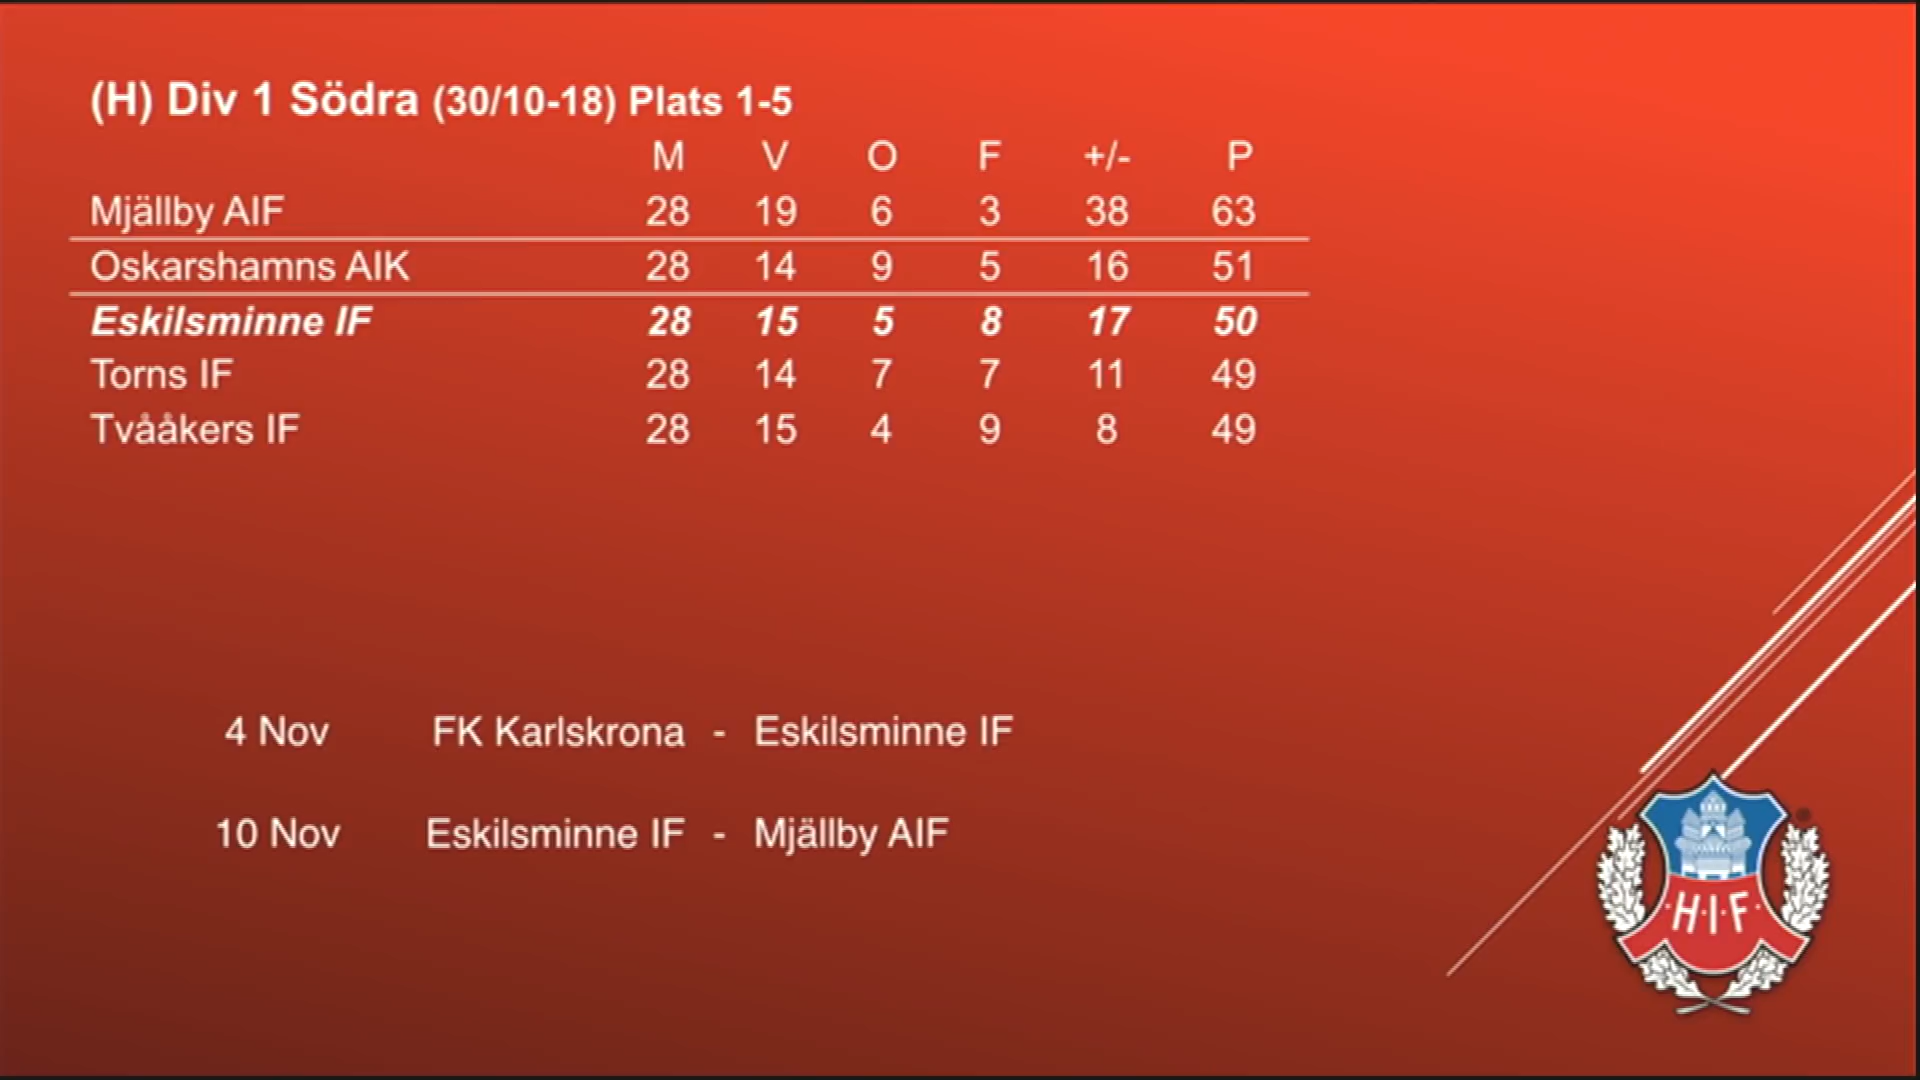 (H) Div 1 Södra (30/10-18) Plats 1-5
M V O F +/- P
Mjällby AIF 28 19 6 3 38 63
Oskarshamns AIK 28 14 9 5 16 51
Eskilsminne IF 28 15 5 8 17 50
Torns IF 28 14 7 7 11 49
Tvååkers IF 28 15 4 9 8 49
4 Nov FK Karlskrona - Eskilsminne IF
10 Nov Eskilsminne IF - Mjällby AIF
·H·I·F·